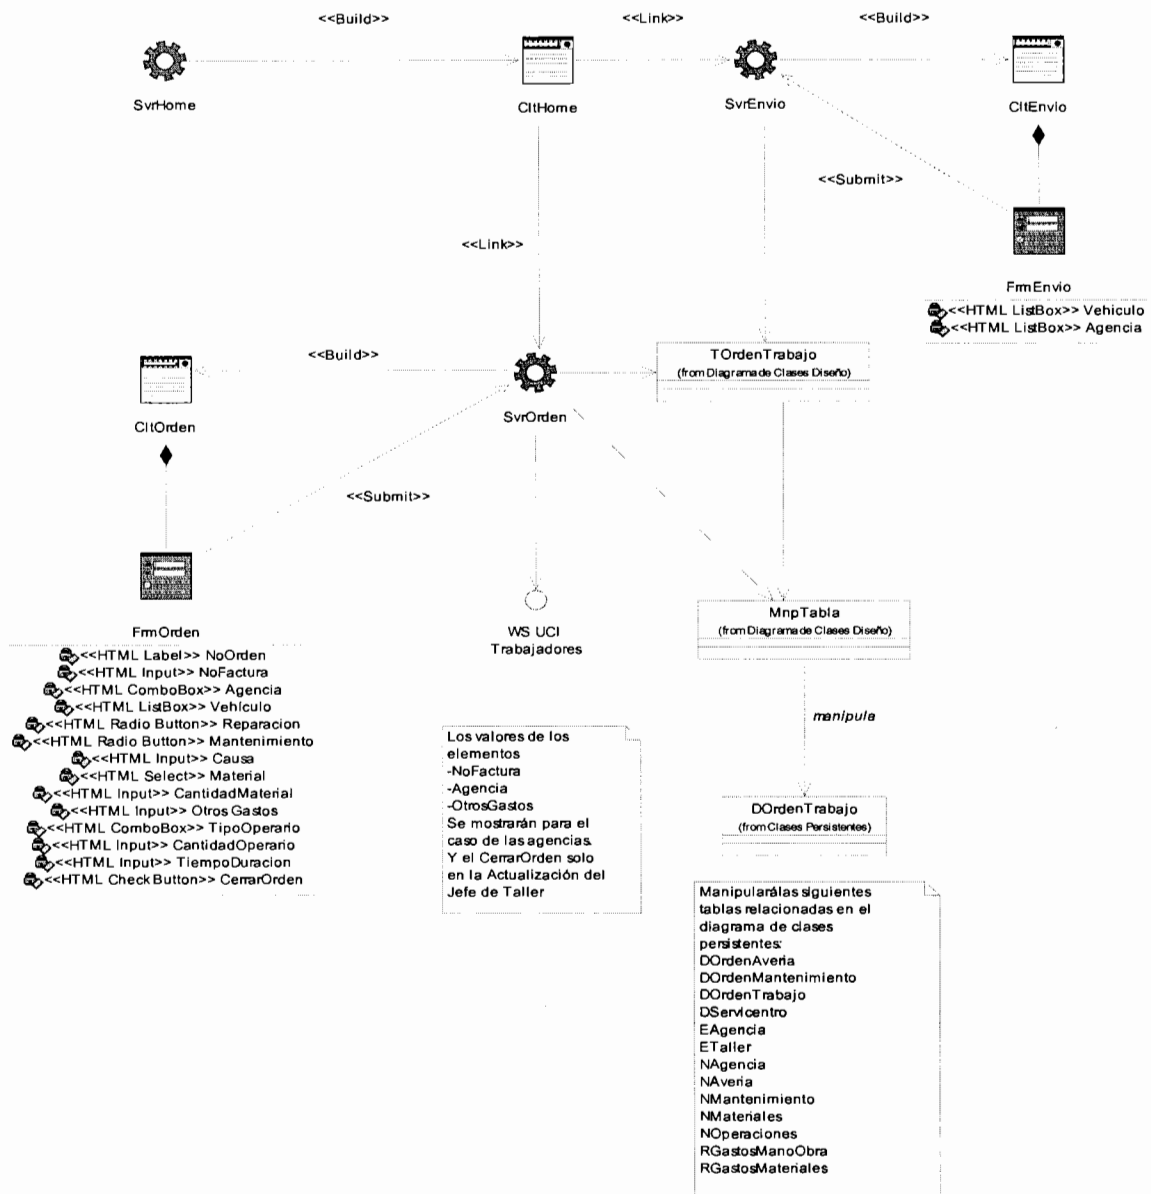 <<Build>>
<<Link>>
<<Build>>
SvrHome
CltHome
SvrEnvio
CltEnvio
<<Submit>>
<<Link>>
FrmEnvio
<<HTML ListBox>> Vehiculo
<<HTML ListBox>> Agencia
<<Build>>
TOrdenTrabajo
(from Diagrama de Clases Diseño)
CltOrden
SvrOrden
<<Submit>>
FrmOrden
<<HTML Label>> NoOrden
<<HTML Input>> NoFactura
<<HTML ComboBox>> Agencia
<<HTML ListBox>> Vehículo
<<HTML Radio Button>> Reparacion
<<HTML Radio Button>> Mantenimiento
<<HTML Input>> Causa
<<HTML Select>> Material
<<HTML Input>> CantidadMaterial
<<HTML Input>> Otros Gastos
<<HTML ComboBox>> TipoOperario
<<HTML Input>> CantidadOperario
<<HTML Input>> TiempoDuracion
<<HTML Check Button>> CerrarOrden
WS UCI
Trabajadores
MnpTabla
(from Diagrama de Clases Diseño)
manipula
Los valores de los
elementos
-NoFactura
-Agencia
-OtrosGastos
Se mostrarán para el
caso de las agencias.
Y el CerrarOrden solo
en la Actualización del
Jefe de Taller
DOrdenTrabajo
(from Clases Persistentes)
Manipularálas siguientes
tablas relacionadas en el
diagrama de clases
persistentes:
DOrdenAveria
DOrdenMantenimiento
DOrdenTrabajo
DServicentro
EAgencia
ETaller
NAgencia
NAveria
NMantenimiento
NMateriales
NOperaciones
RGastosManoObra
RGastosMateriales